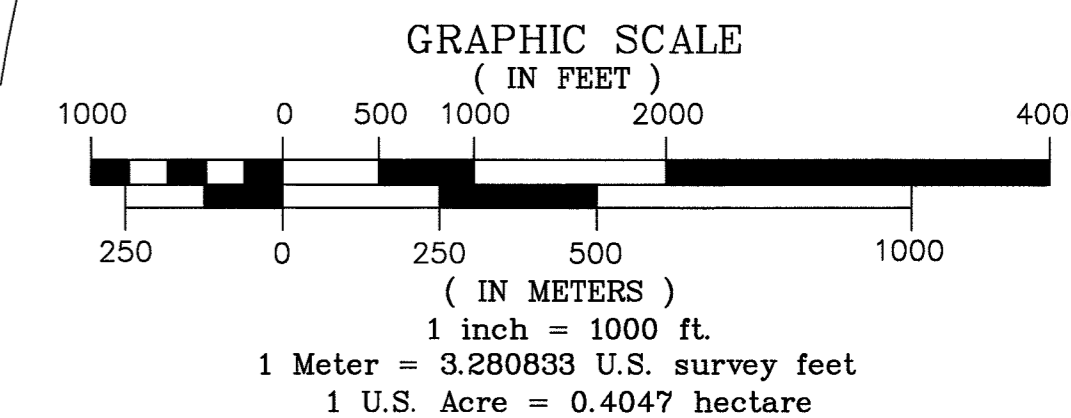 GRAPHIC SCALE
( IN FEET )
1000 0 500 1000 2000 400
250 0 250 500 1000
( IN METERS )
1 inch = 1000 ft.
1 Meter = 3.280833 U.S. survey feet
1 U.S. Acre = 0.4047 hectare